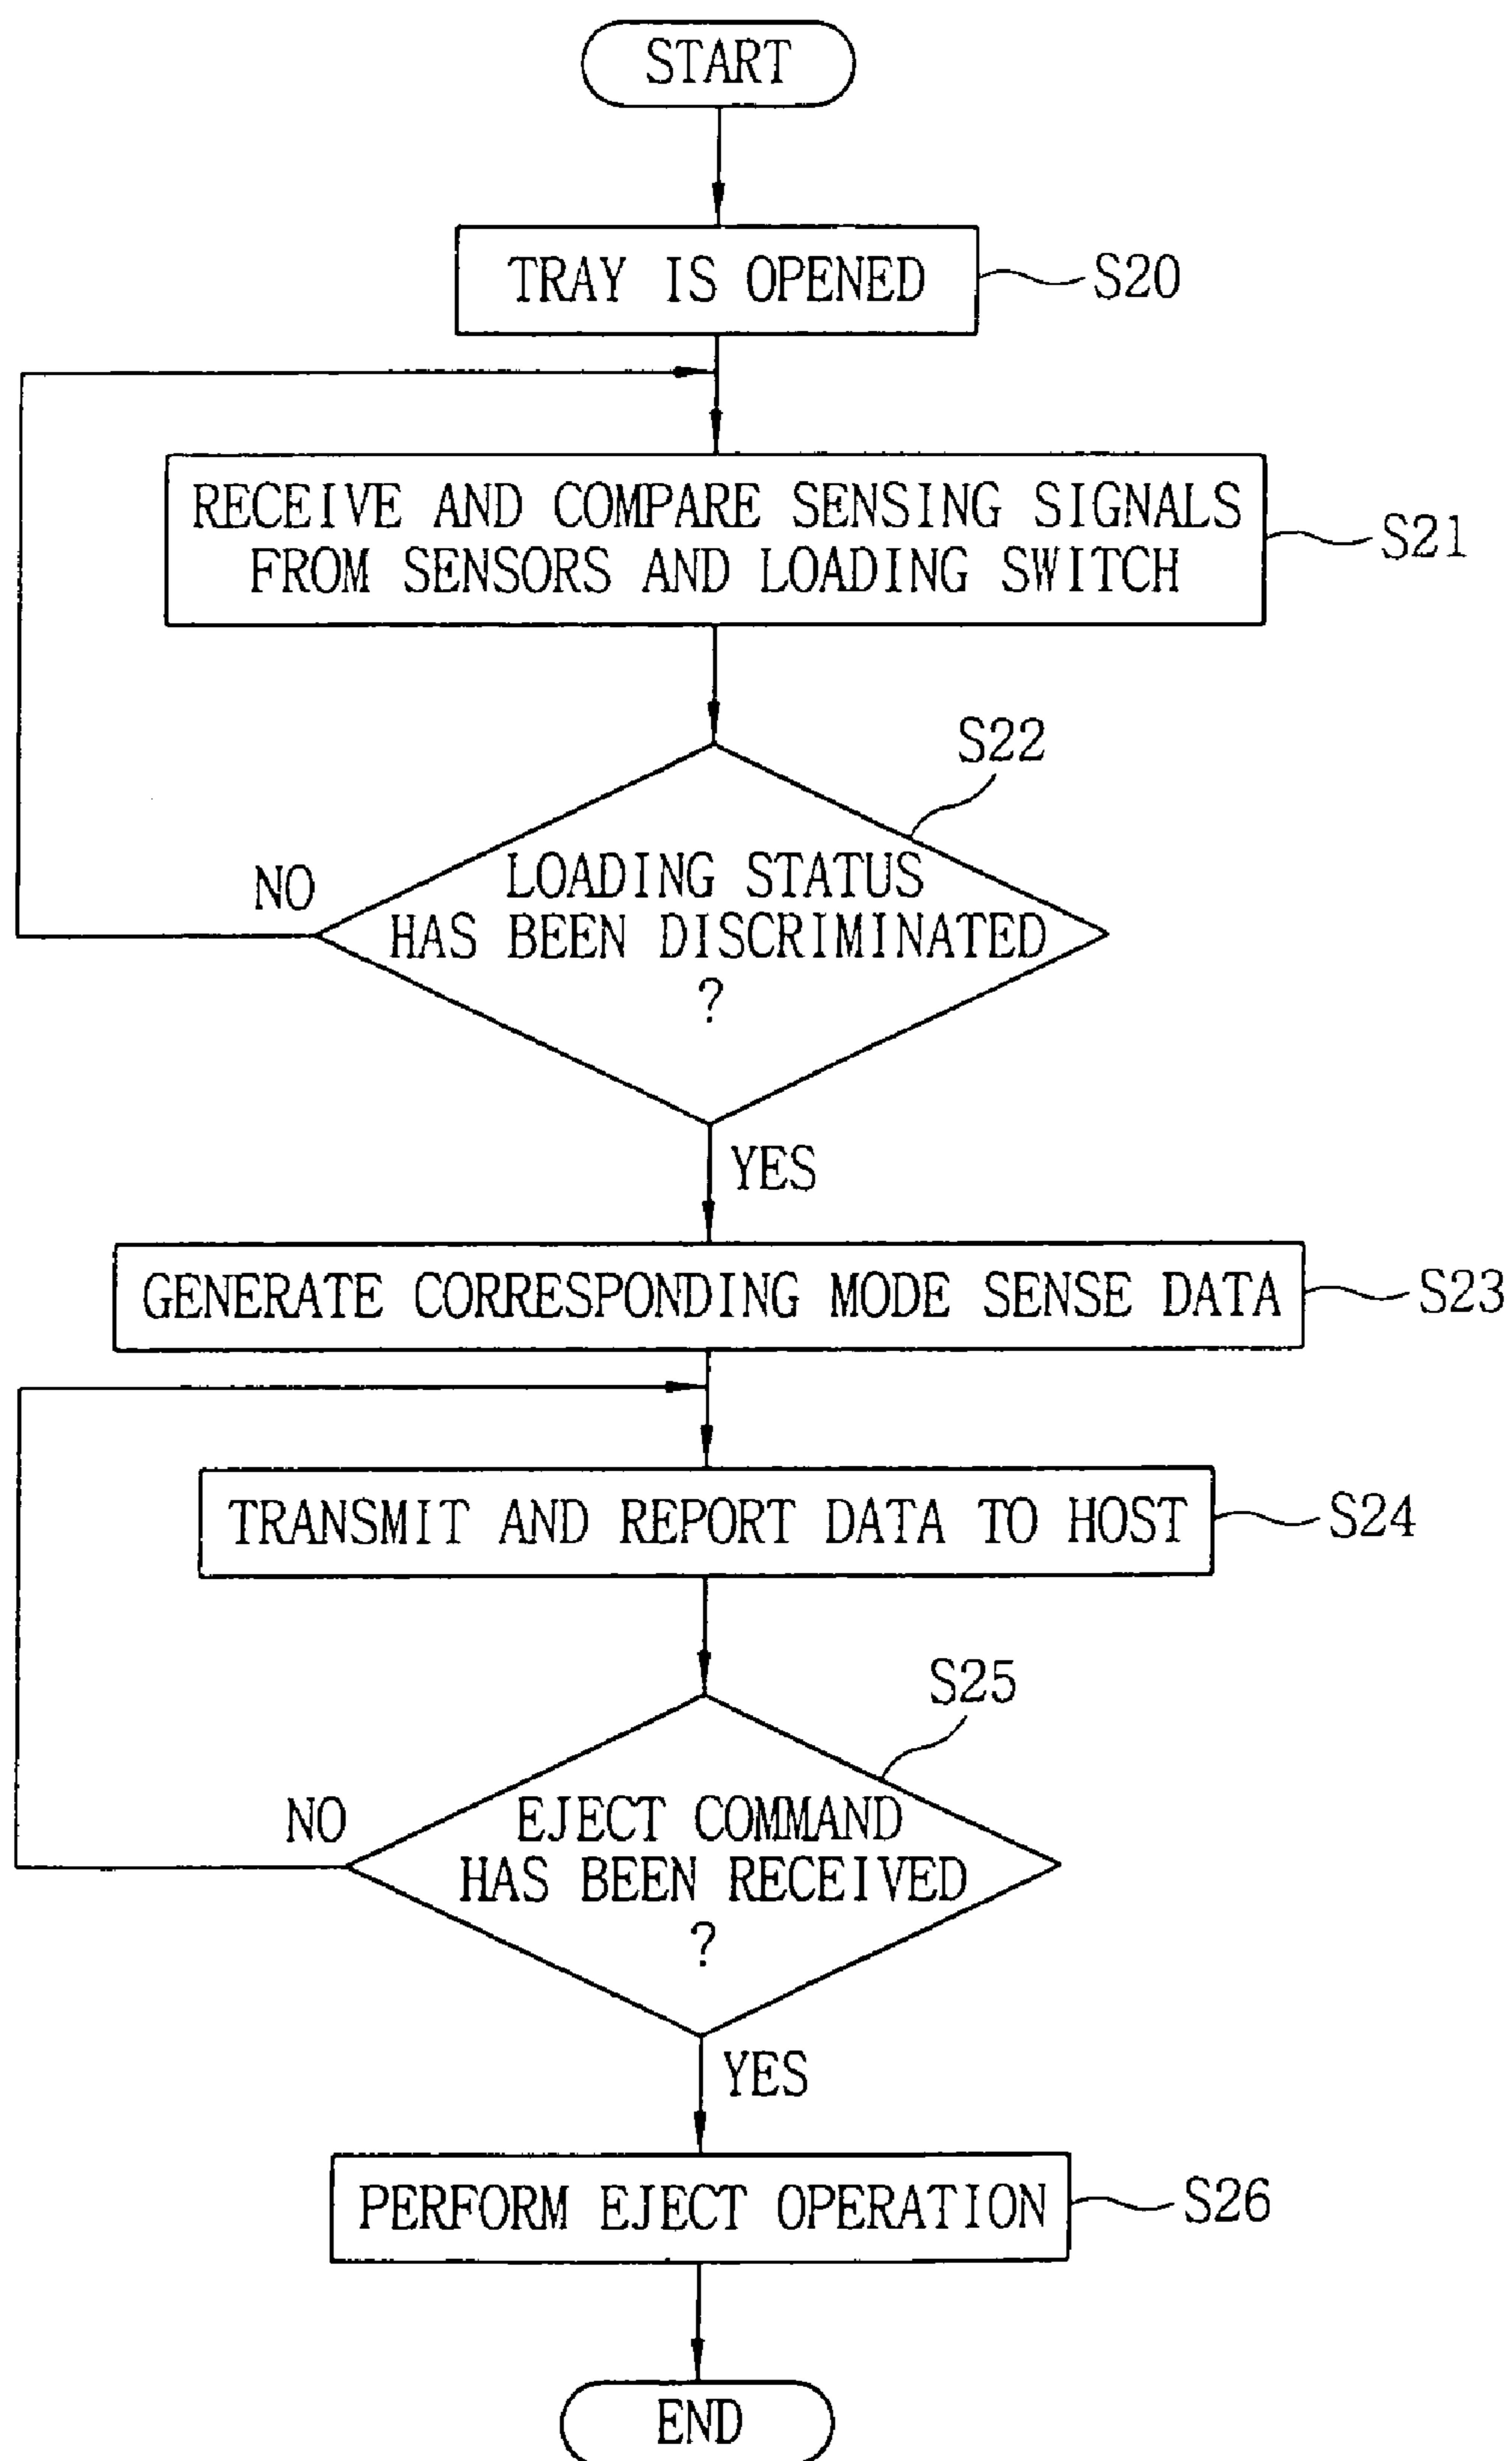 START
TRAY IS OPENED
S20
RECEIVE AND COMPARE SENSING SIGNALS
FROM SENSORS AND LOADING SWITCH
S21
S22
LOADING STATUS
HAS BEEN DISCRIMINATED
?
NO
YES
GENERATE CORRESPONDING MODE SENSE DATA
S23
TRANSMIT AND REPORT DATA TO HOST
S24
S25
EJECT COMMAND
HAS BEEN RECEIVED
?
NO
YES
PERFORM EJECT OPERATION
S26
END